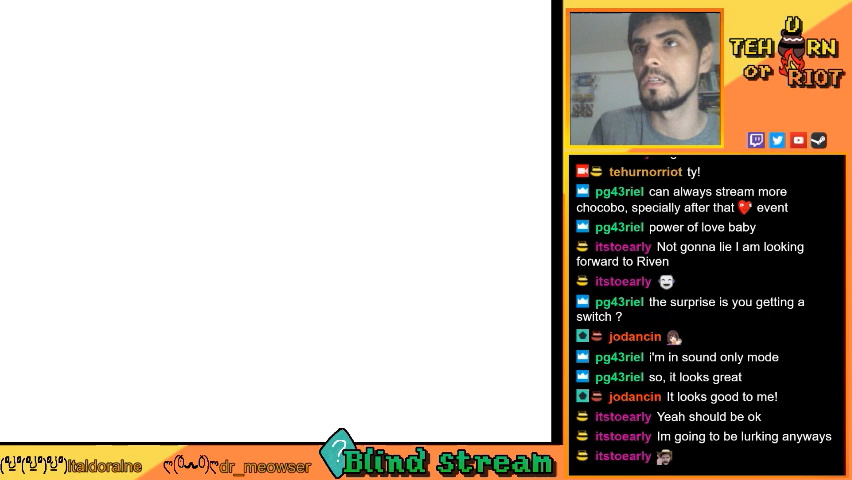 TEH U RN
or RIOT
tehurnorriot ty!
pg43riel can always stream more
chocobo, specially after that event
pg43riel power of love baby
itstoearly Not gonna lie I am looking
forward to Riven
itstoearly
pg43riel the surprise is you getting a
switch ?
jodancin
pg43riel i'm in sound only mode
pg43riel so, it looks great
jodancin It looks good to me!
itstoearly Yeah should be ok
itstoearly Im going to be lurking anyways
itstoearly
dr_meowser
Blind Stream